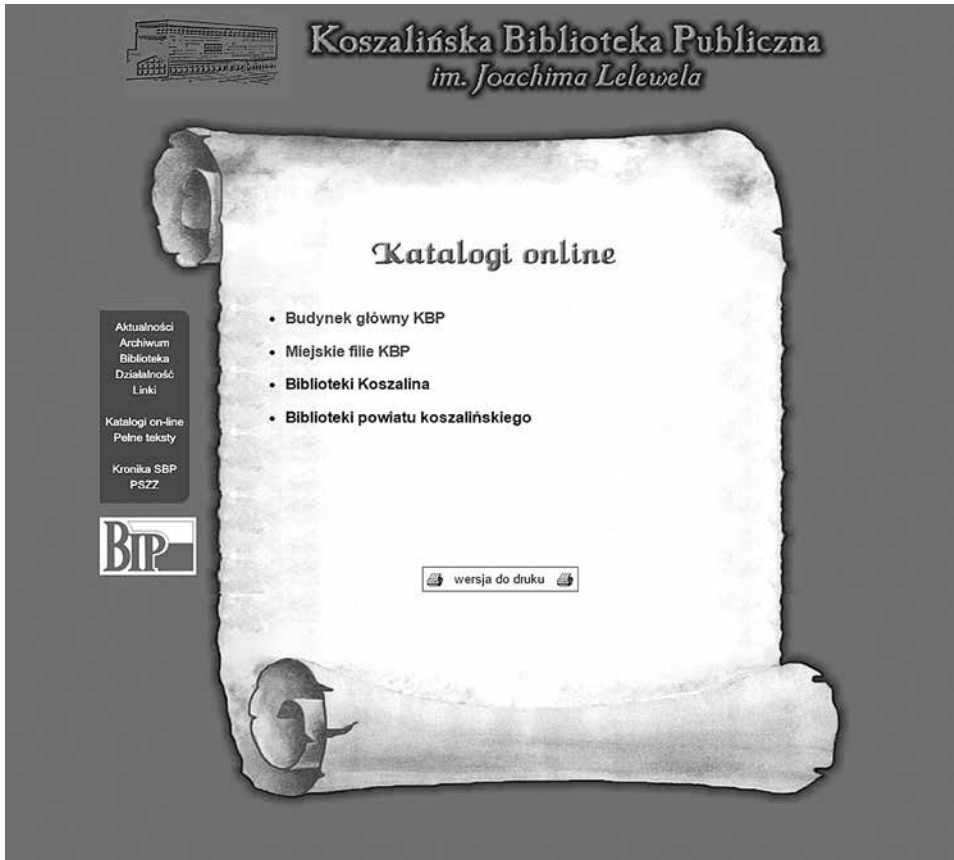 Koszalińska Biblioteka Publiczna
im. Joachima Lelewela
Katalogi online
• Budynek główny KBP
• Miejskie filie KBP
• Biblioteki Koszalina
• Biblioteki powiatu koszalińskiego
Aktualności
Archiwum
Biblioteka
Działalność
Linki
Katalogi on-line
Pełne teksty
Kronika SBP
PSZZ
BIP
wersja do druku